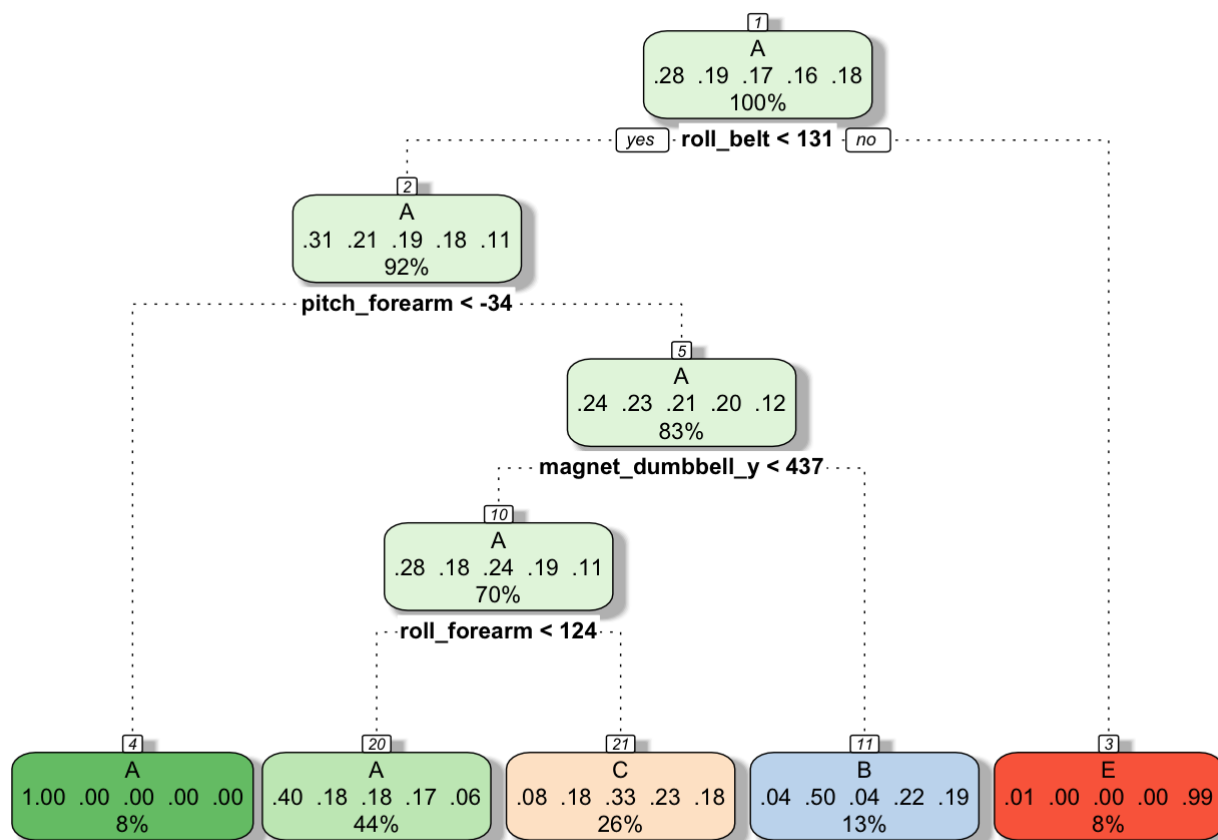 1
A
.28 .19 .17 .16 .18
100%
yes roll_belt < 131 no
2
A
.31 .21 .19 .18 .11
92%
pitch_forearm < -34
5
A
.24 .23 .21 .20 .12
83%
magnet_dumbbell_y < 437
10
A
.28 .18 .24 .19 .11
70%
roll_forearm < 124
4
A
1.00 .00 .00 .00 .00
8%
20
A
.40 .18 .18 .17 .06
44%
21
C
.08 .18 .33 .23 .18
26%
11
B
.04 .50 .04 .22 .19
13%
3
E
.01 .00 .00 .00 .99
8%